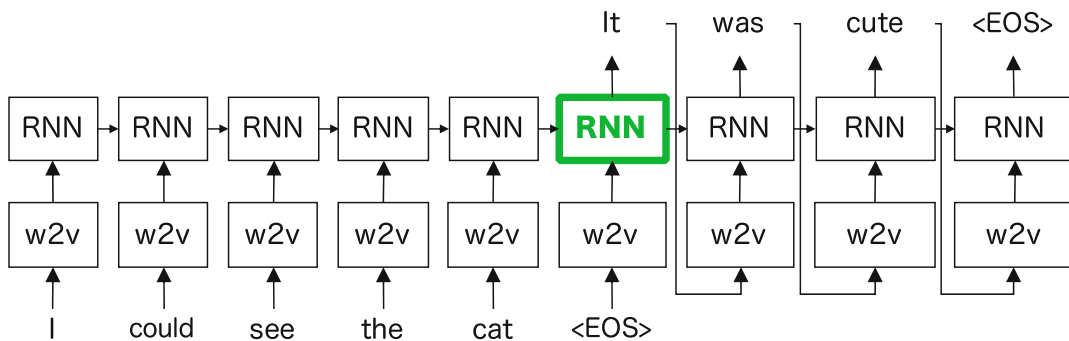 It was cute <EOS>
RNN RNN RNN RNN RNN RNN RNN RNN RNN
w2v w2v w2v w2v w2v w2v w2v w2v w2v
I could see the cat <EOS>